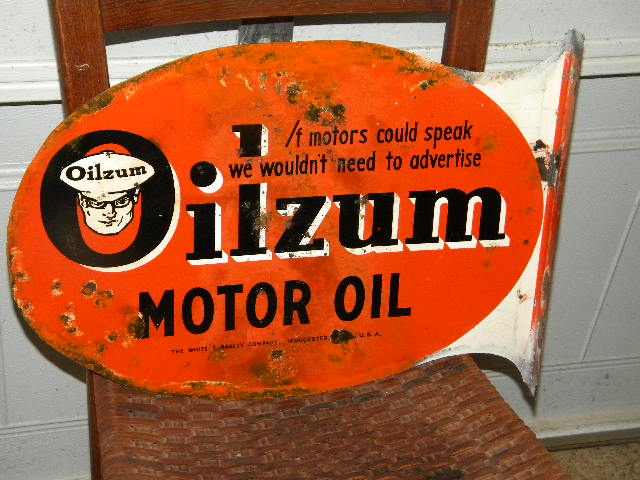 If motors could speak
we wouldn't need to advertise
Oilzum
Oilzum
MOTOR OIL
THE WHITE & BAGLEY COMPANY, WORCESTER, U.S.A.